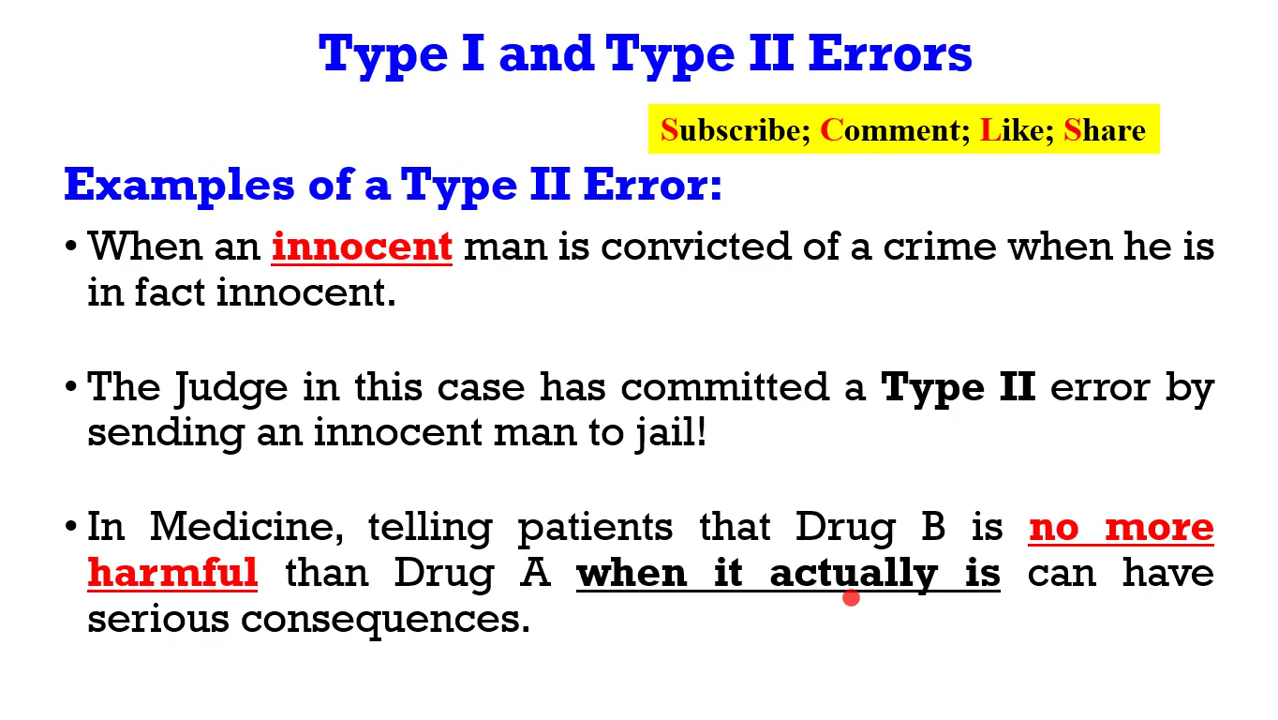 Type I and Type II Errors
Subscribe; Comment; Like; Share
Examples of a Type II Error:
• When an innocent man is convicted of a crime when he is
in fact innocent.
• The Judge in this case has committed a Type II error by
sending an innocent man to jail!
• In Medicine, telling patients that Drug B is no more
harmful than Drug A when it actually is can have
serious consequences.